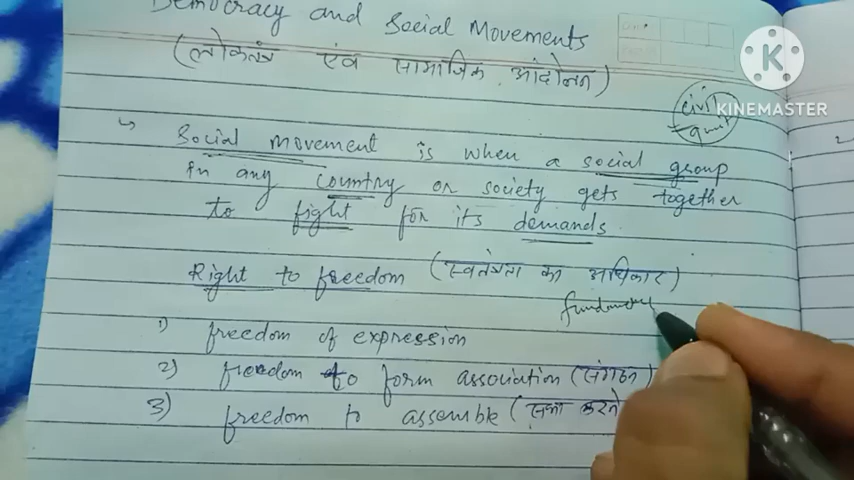 Democracy and Social Movements
(लोकतंत्र एंव सामाजिक आंदोलन)
civil
KINEMASTER
Social movement is when a social group
in any country or society gets together
to fight for its demands.
Right to freedom (स्वतंत्रता का अधिकार)
1) freedom of expression
2) freedom to form association (संगठन)
3) freedom to assemble (सभा करने